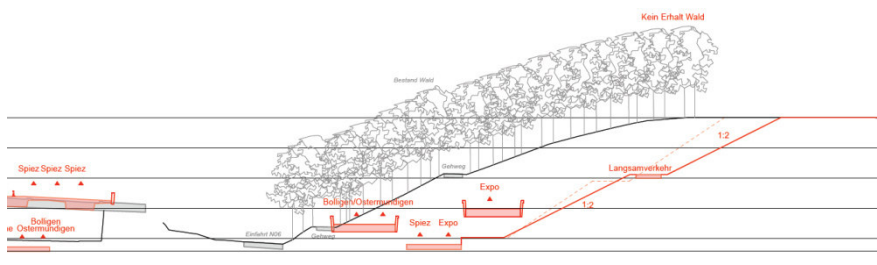 Kein Erhalt Wald
Bestand Wald
1:2
Spiez Spiez Spiez
Gehweg
Langsamverkehr
Expo
Bolligen/Ostermundigen
1:2
Bolligen
Spiez Expo
Ostermundigen
Einfahrt N06
Gehweg